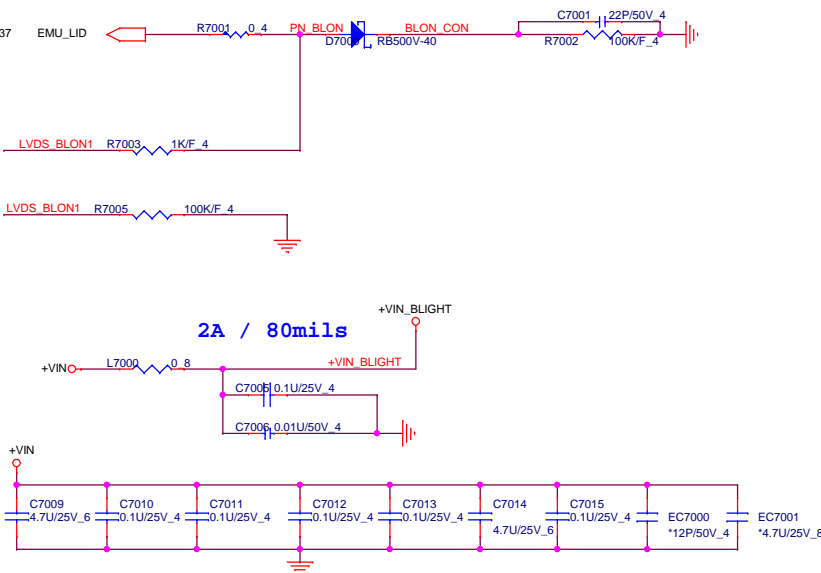 C7001 22P/50V_4
37 EMU_LID R7001 0_4 PN_BLON BLON_CON
RB500V-40 R7002 100K/F_4
LVDS_BLON1 R7003 1K/F_4
LVDS_BLON1 R7005 100K/F_4
+VIN_BLIGHT
2A / 80mils
+VIN L7000 0_8 +VIN_BLIGHT
C7005 0.1U/25V_4
C7006 0.01U/50V_4
+VIN
C7009 C7010 C7011 C7012 C7013 C7014 C7015 EC7000 EC7001
4.7U/25V_6 0.1U/25V_4 0.1U/25V_4 0.1U/25V_4 0.1U/25V_4 4.7U/25V_6 0.1U/25V_4 *12P/50V_4 *4.7U/25V_8